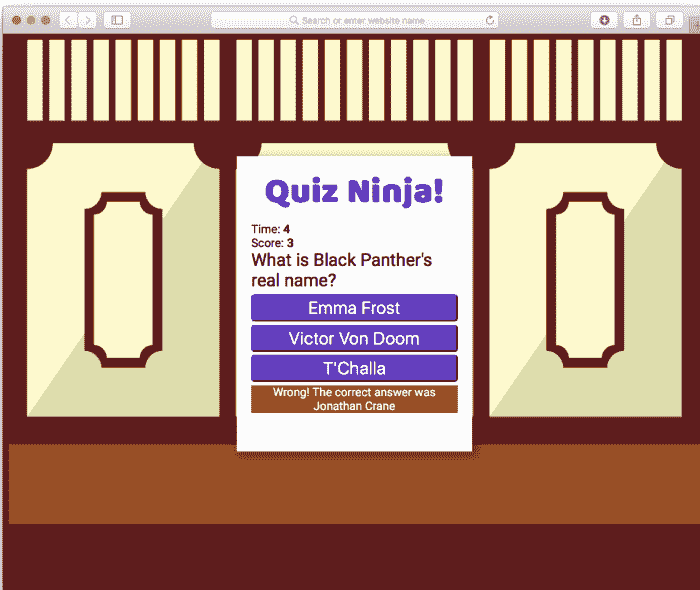 Search or enter website name
Quiz Ninja!
Time: 4
Score: 3
What is Black Panther's
real name?
Emma Frost
Victor Von Doom
T'Challa
Wrong! The correct answer was
Jonathan Crane